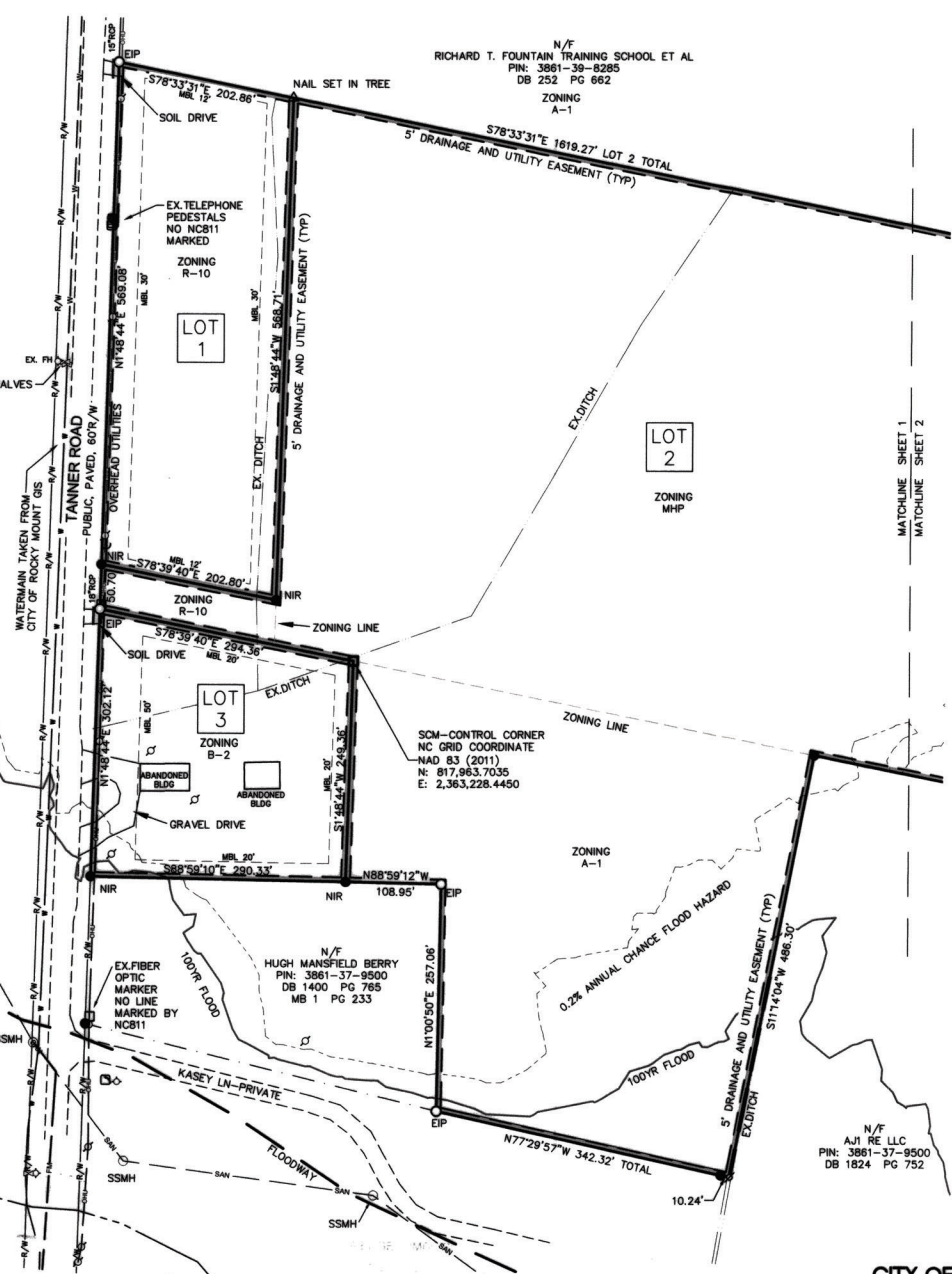 N/F
RICHARD T. FOUNTAIN TRAINING SCHOOL ET AL
PIN: 3861-39-8285
DB 252 PG 662
ZONING
A-1
15"RCP
OHU
EIP
S78°33'31"E 202.86'
MBL 12'
NAIL SET IN TREE
SOIL DRIVE
S78°33'31"E 1619.27' LOT 2 TOTAL
5' DRAINAGE AND UTILITY EASEMENT (TYP)
R/W
W
EX.TELEPHONE
PEDESTALS
NO NC811
MARKED
ZONING
R-10
MBL 30'
MBL 30'
N1°48'44"E 569.08'
S1°48'44"W 568.71'
5' DRAINAGE AND UTILITY EASEMENT (TYP)
LOT
1
EX. FH
ALVES
EX. DITCH
EX.DITCH
LOT
2
ZONING
MHP
MATCHLINE SHEET 1
MATCHLINE SHEET 2
WATERMAIN TAKEN FROM
CITY OF ROCKY MOUNT GIS
TANNER ROAD
PUBLIC, PAVED, 60'R/W
OVERHEAD UTILITIES
NIR
MBL 12'
S78°39'40"E 202.80'
NIR
18"RCP
50.70'
ZONING
R-10
EIP
ZONING LINE
SOIL DRIVE
S78°39'40"E 294.36'
MBL 20'
EX.DITCH
LOT
3
ZONING
B-2
N1°48'44"E 302.12'
MBL 50'
ABANDONED
BLDG
ABANDONED
BLDG
MBL 20'
S1°48'44"W 249.36'
GRAVEL DRIVE
MBL 20'
SCM-CONTROL CORNER
NC GRID COORDINATE
NAD 83 (2011)
N: 817,963.7035
E: 2,363,228.4450
ZONING LINE
ZONING
A-1
S88°59'10"E 290.33'
NIR
NIR
N88°59'12"W
108.95'
EIP
N/F
HUGH MANSFIELD BERRY
PIN: 3861-37-9500
DB 1400 PG 765
MB 1 PG 233
100YR FLOOD
N1°00'50"E 257.06'
0.2% ANNUAL CHANCE FLOOD HAZARD
5' DRAINAGE AND UTILITY EASEMENT (TYP)
S11°14'04"W 486.30'
EX.DITCH
EX.FIBER
OPTIC
MARKER
NO LINE
MARKED BY
NC811
SSMH
KASEY LN-PRIVATE
100YR FLOOD
EIP
N77°29'57"W 342.32' TOTAL
N/F
AJ1 RE LLC
PIN: 3861-37-9500
DB 1824 PG 752
FLOODWAY
SAN
SSMH
SAN
SAN
SSMH
SAN
10.24'
FM
OHU
R/W
CITY OF